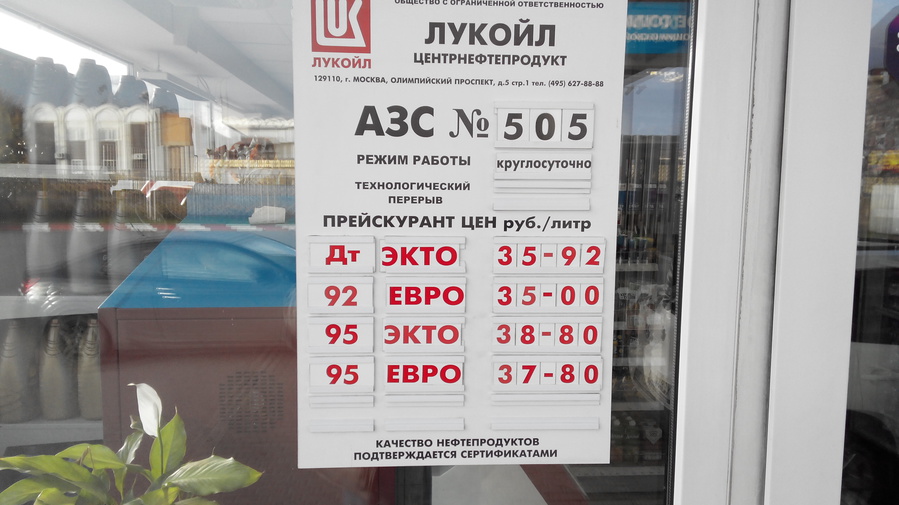 ОБЩЕСТВО С ОГРАНИЧЕННОЙ ОТВЕТСТВЕННОСТЬЮ
ЛУКОЙЛ
ЛУКОЙЛ
ЦЕНТРНЕФТЕПРОДУКТ
129110, г. МОСКВА, ОЛИМПИЙСКИЙ ПРОСПЕКТ, д.5 стр.1 тел. (495) 627-88-88
АЗС № 505
РЕЖИМ РАБОТЫ круглосуточно
ТЕХНОЛОГИЧЕСКИЙ
ПЕРЕРЫВ
ПРЕЙСКУРАНТ ЦЕН руб./литр
Дт ЭКТО 35-92
92 ЕВРО 35-00
95 ЭКТО 38-80
95 ЕВРО 37-80
КАЧЕСТВО НЕФТЕПРОДУКТОВ
ПОДТВЕРЖДАЕТСЯ СЕРТИФИКАТАМИ